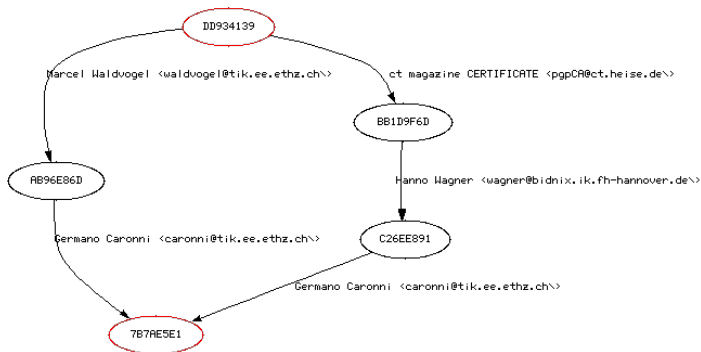 DD934139
Marcel Waldvogel <waldvogel@tik.ee.ethz.ch\>
ct magazine CERTIFICATE <pgpCA@ct.heise.de\>
BB1D9F6D
AB96E86D
Hanno Wagner <wagner@bidnix.ik.fh-hannover.de\>
Germano Caronni <caronni@tik.ee.ethz.ch\>
C26EE891
Germano Caronni <caronni@tik.ee.ethz.ch\>
7B7AE5E1